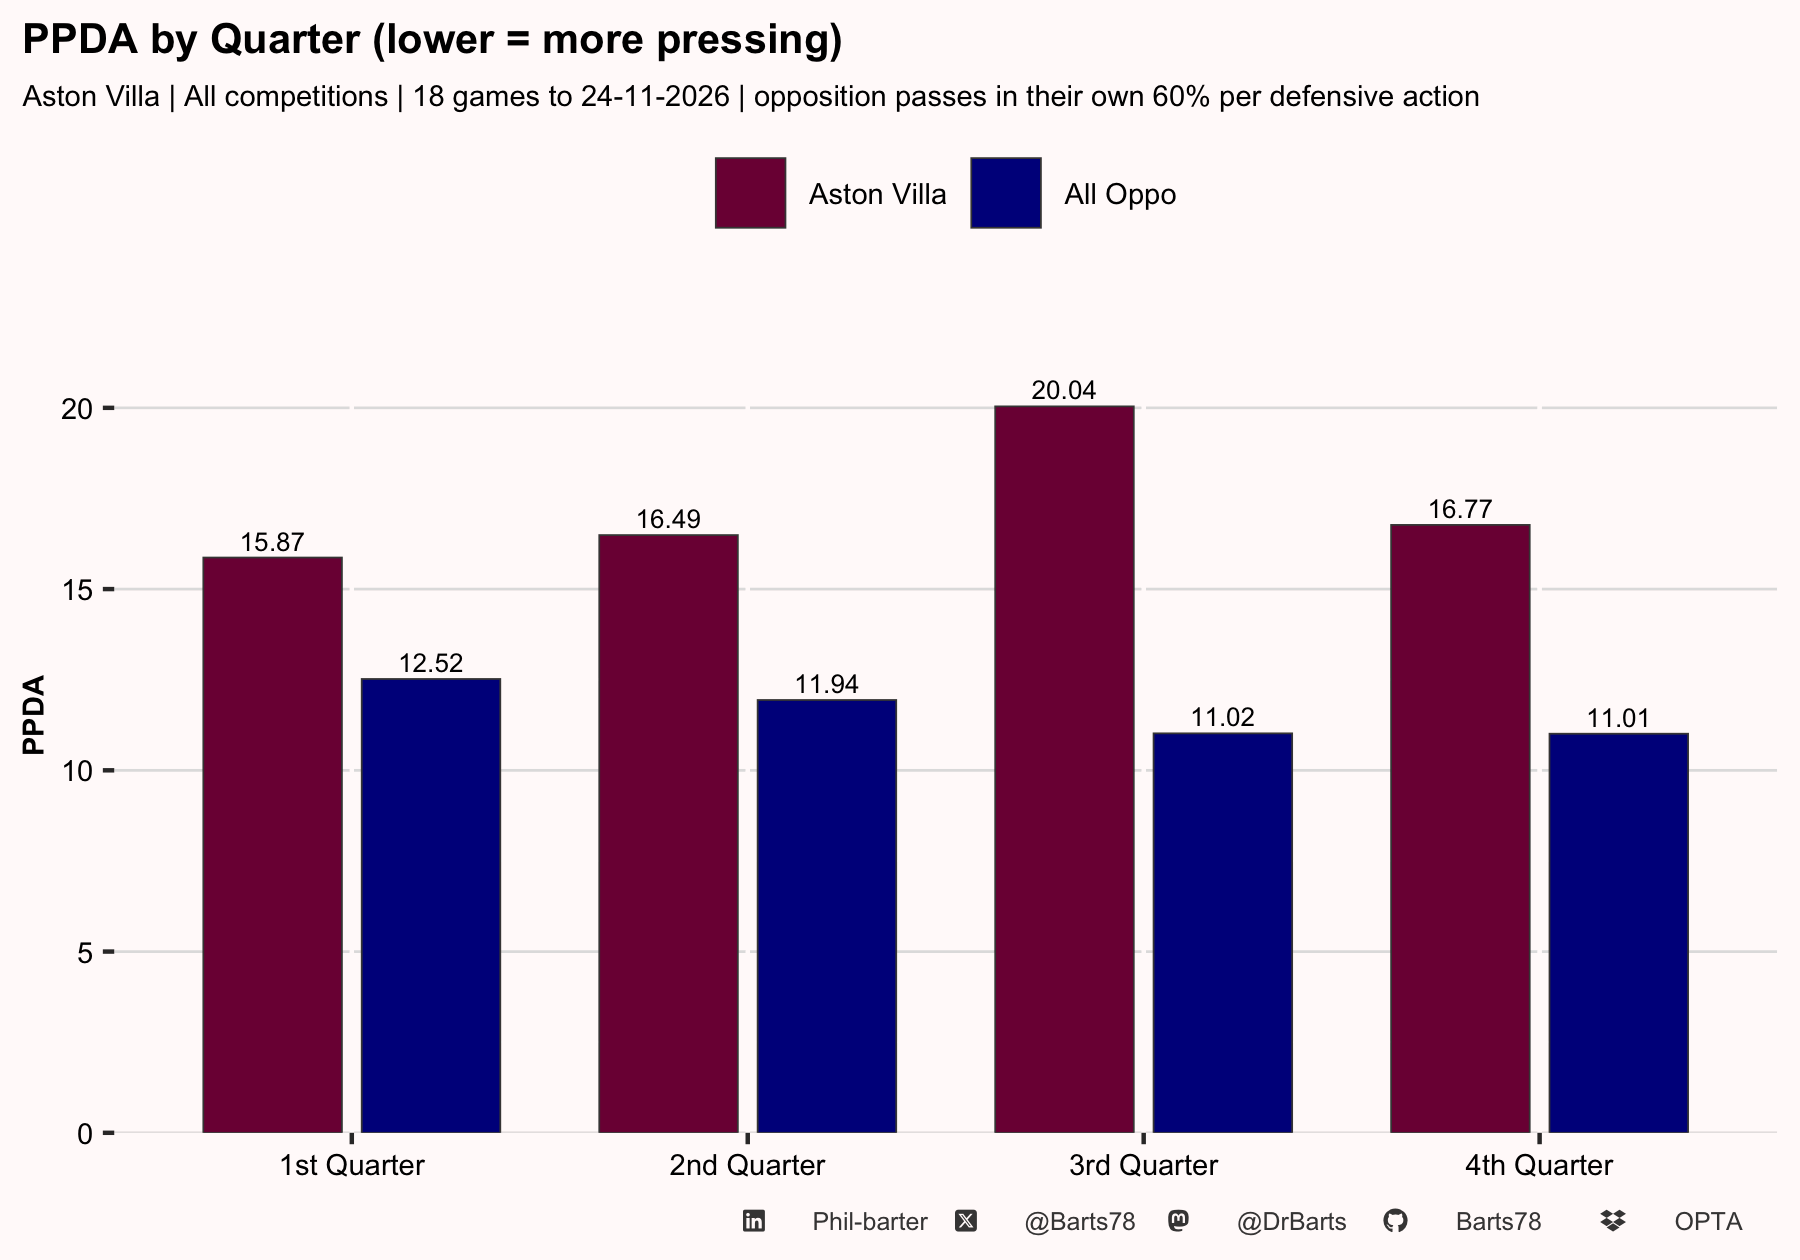 PPDA by Quarter (lower = more pressing)
Aston Villa | All competitions | 18 games to 24-11-2026 | opposition passes in their own 60% per defensive action
Aston Villa All Oppo
PPDA
20
15
10
5
0
15.87
12.52
16.49
11.94
20.04
11.02
16.77
11.01
1st Quarter 2nd Quarter 3rd Quarter 4th Quarter
Phil-barter @Barts78 @DrBarts Barts78 OPTA